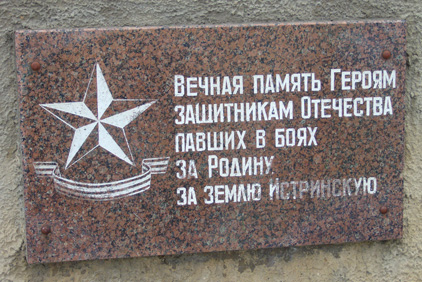 Вечная память Героям
защитникам Отечества
павших в боях
за Родину
за землю Истринскую